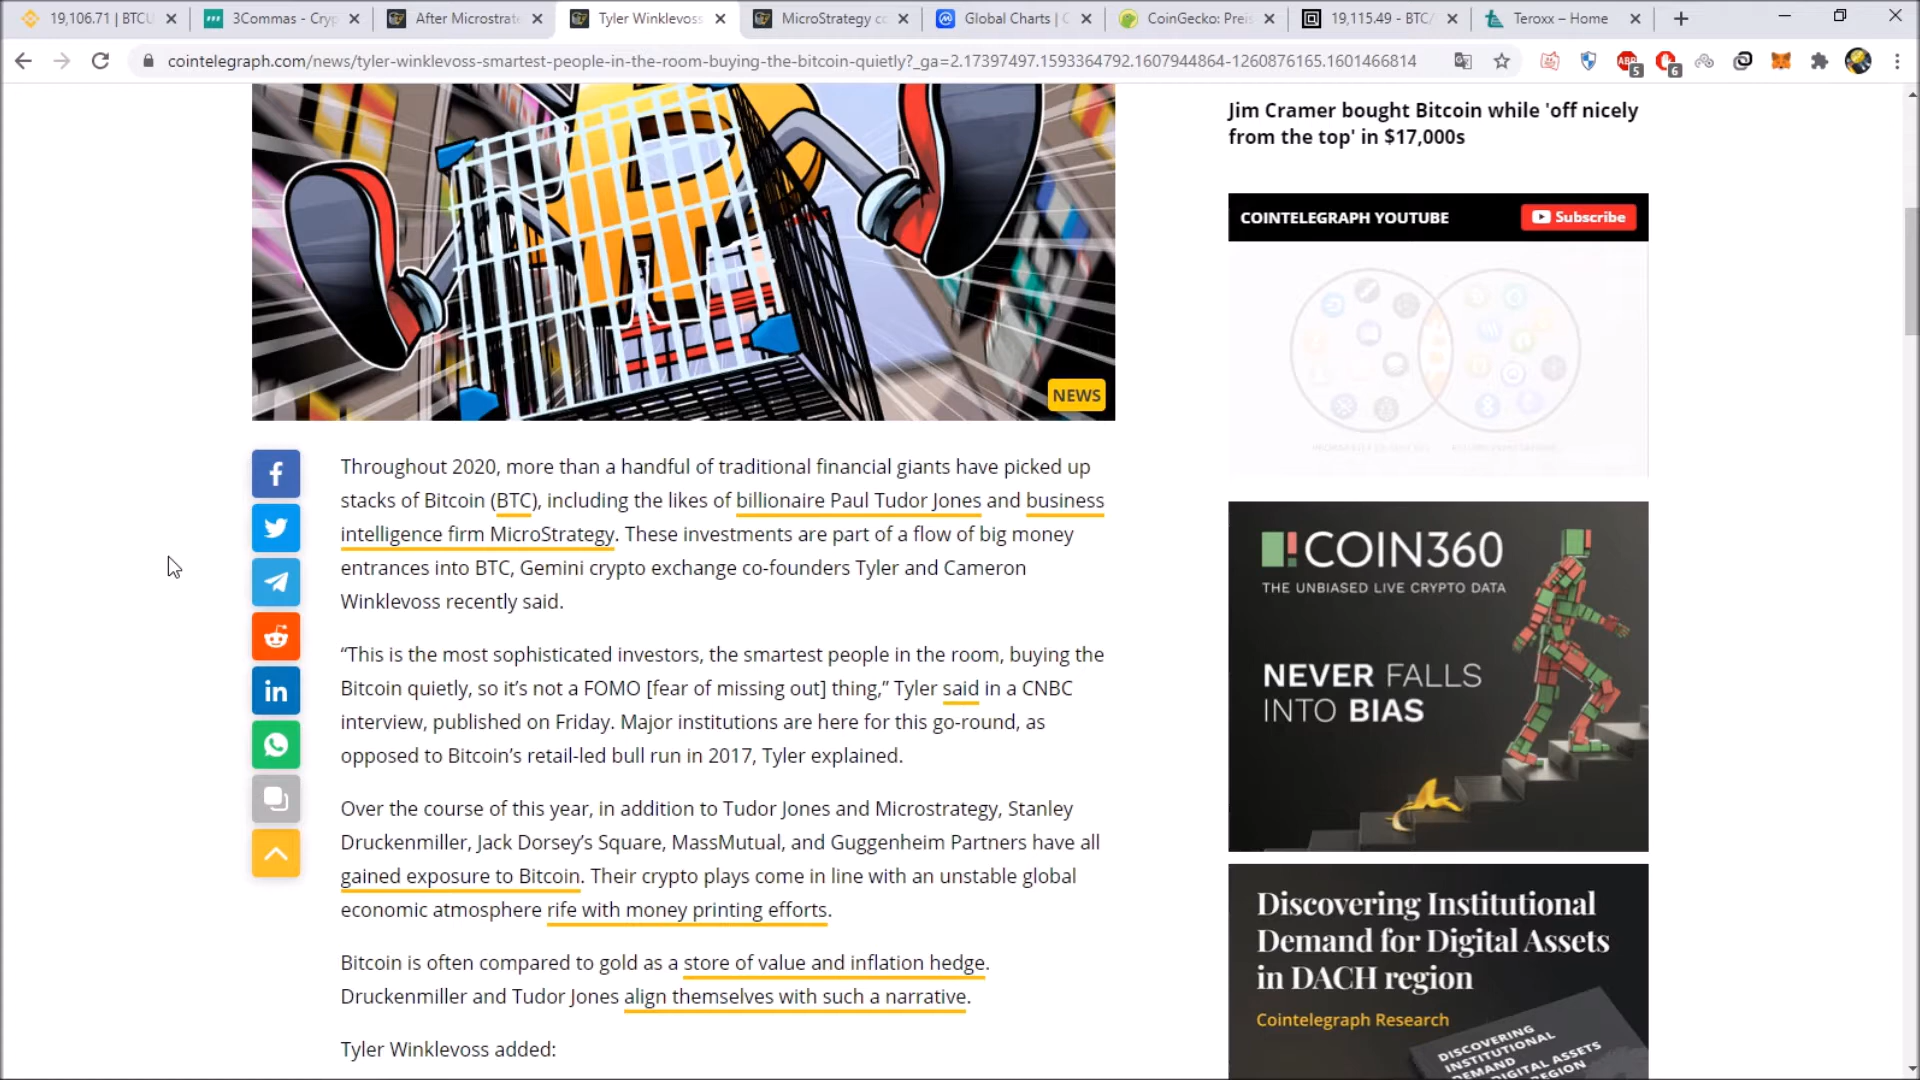 19,106.71 | BTCU
3Commas - Cryp
After Microstrate
Tyler Winklevoss
MicroStrategy co
Global Charts | C
CoinGecko: Preis
19,115.49 - BTC/
Teroxx – Home
cointelegraph.com/news/tyler-winklevoss-smartest-people-in-the-room-buying-the-bitcoin-quietly?_ga=2.17397497.1593364792.1607944864-1260876165.1601466814
ABP
5
6
NEWS
Throughout 2020, more than a handful of traditional financial giants have picked up
stacks of Bitcoin (BTC), including the likes of billionaire Paul Tudor Jones and business
intelligence firm MicroStrategy. These investments are part of a flow of big money
entrances into BTC, Gemini crypto exchange co-founders Tyler and Cameron
Winklevoss recently said.
“This is the most sophisticated investors, the smartest people in the room, buying the
Bitcoin quietly, so it’s not a FOMO [fear of missing out] thing,” Tyler said in a CNBC
interview, published on Friday. Major institutions are here for this go-round, as
opposed to Bitcoin’s retail-led bull run in 2017, Tyler explained.
Over the course of this year, in addition to Tudor Jones and Microstrategy, Stanley
Druckenmiller, Jack Dorsey’s Square, MassMutual, and Guggenheim Partners have all
gained exposure to Bitcoin. Their crypto plays come in line with an unstable global
economic atmosphere rife with money printing efforts.
Bitcoin is often compared to gold as a store of value and inflation hedge.
Druckenmiller and Tudor Jones align themselves with such a narrative.
Tyler Winklevoss added:
Jim Cramer bought Bitcoin while 'off nicely
from the top' in $17,000s
COINTELEGRAPH YOUTUBE
Subscribe
COIN360
THE UNBIASED LIVE CRYPTO DATA
NEVER FALLS
INTO BIAS
Discovering Institutional
Demand for Digital Assets
in DACH region
Cointelegraph Research
DISCOVERING
INSTITUTIONAL
DEMAND
DIGITAL ASSETS
REGION